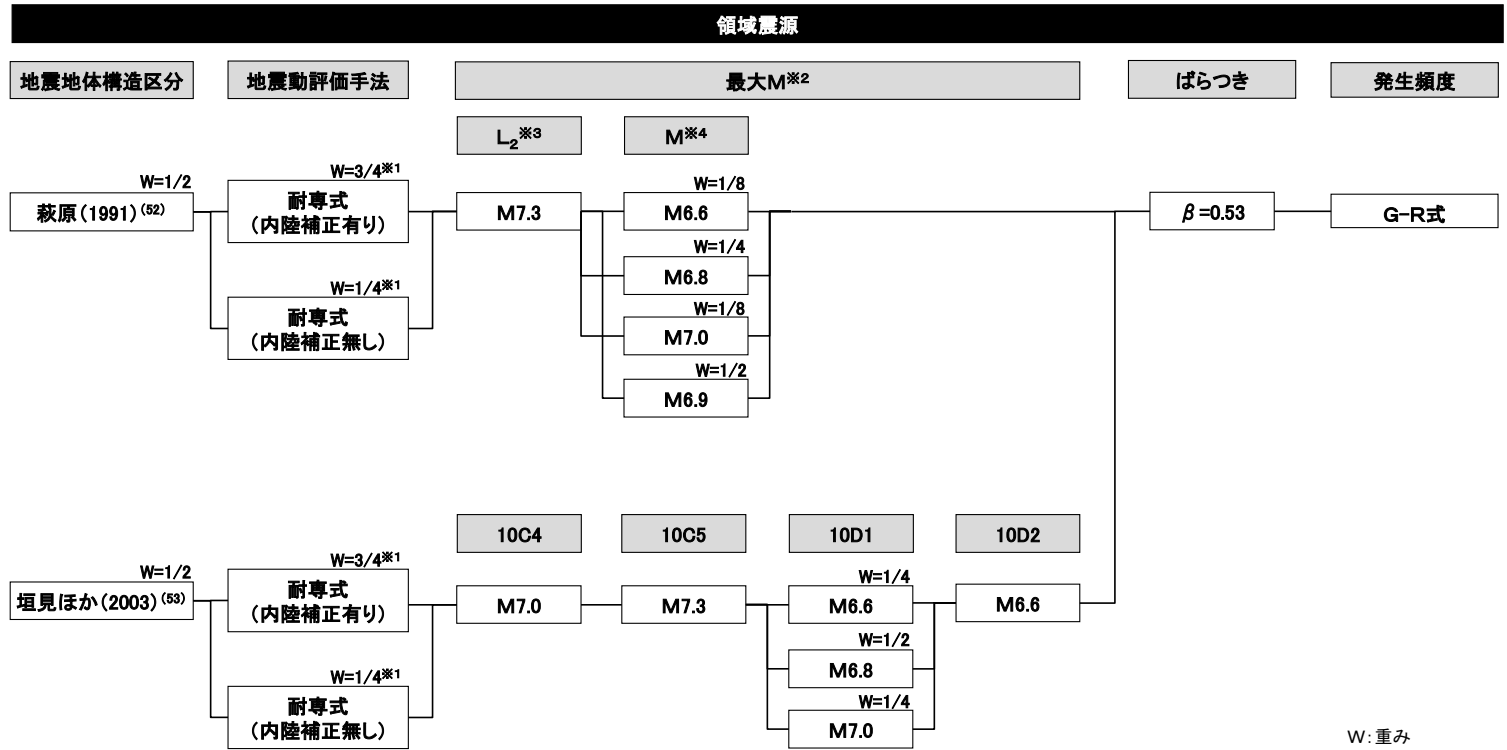 領域震源
地震地体構造区分
地震動評価手法
最大M※2
ばらつき
発生頻度
L2※3
M※4
W=1/2
萩原(1991)(52)
W=3/4※1
耐専式
(内陸補正有り)
W=1/4※1
耐専式
(内陸補正無し)
M7.3
W=1/8
M6.6
W=1/4
M6.8
W=1/8
M7.0
W=1/2
M6.9
β=0.53
G-R式
10C4
10C5
10D1
10D2
W=1/2
垣見ほか(2003)(53)
W=3/4※1
耐専式
(内陸補正有り)
W=1/4※1
耐専式
(内陸補正無し)
M7.0
M7.3
W=1/4
M6.6
W=1/2
M6.8
W=1/4
M7.0
M6.6
W:重み